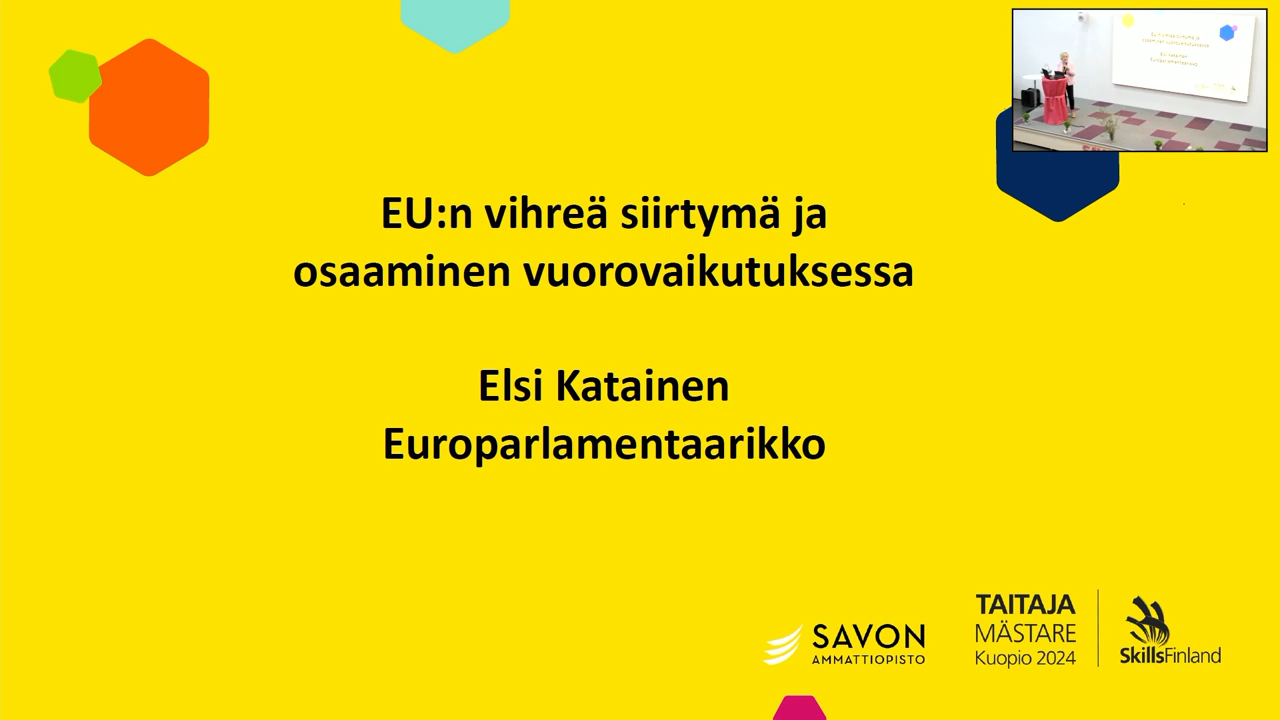 EU:n vihreä siirtymä ja
osaaminen vuorovaikutuksessa
Elsi Katainen
Europarlamentaarikko
SAVON
AMMATTIOPISTO
TAITAJA
MÄSTARE
Kuopio 2024
SkillsFinland